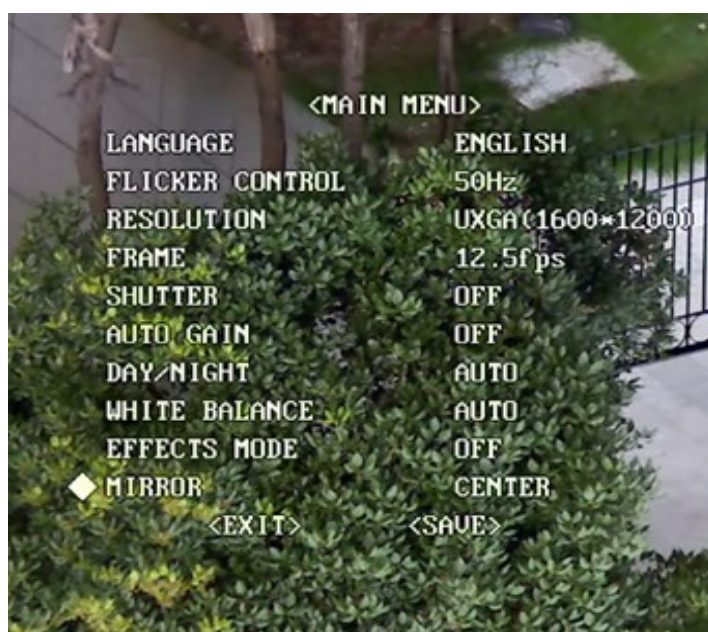 <MAIN MENU>
LANGUAGE ENGLISH
FLICKER CONTROL 50Hz
RESOLUTION UXGA(1600*1200)
FRAME 12.5fps
SHUTTER OFF
AUTO GAIN OFF
DAY/NIGHT AUTO
WHITE BALANCE AUTO
EFFECTS MODE OFF
MIRROR CENTER
<EXIT> <SAVE>